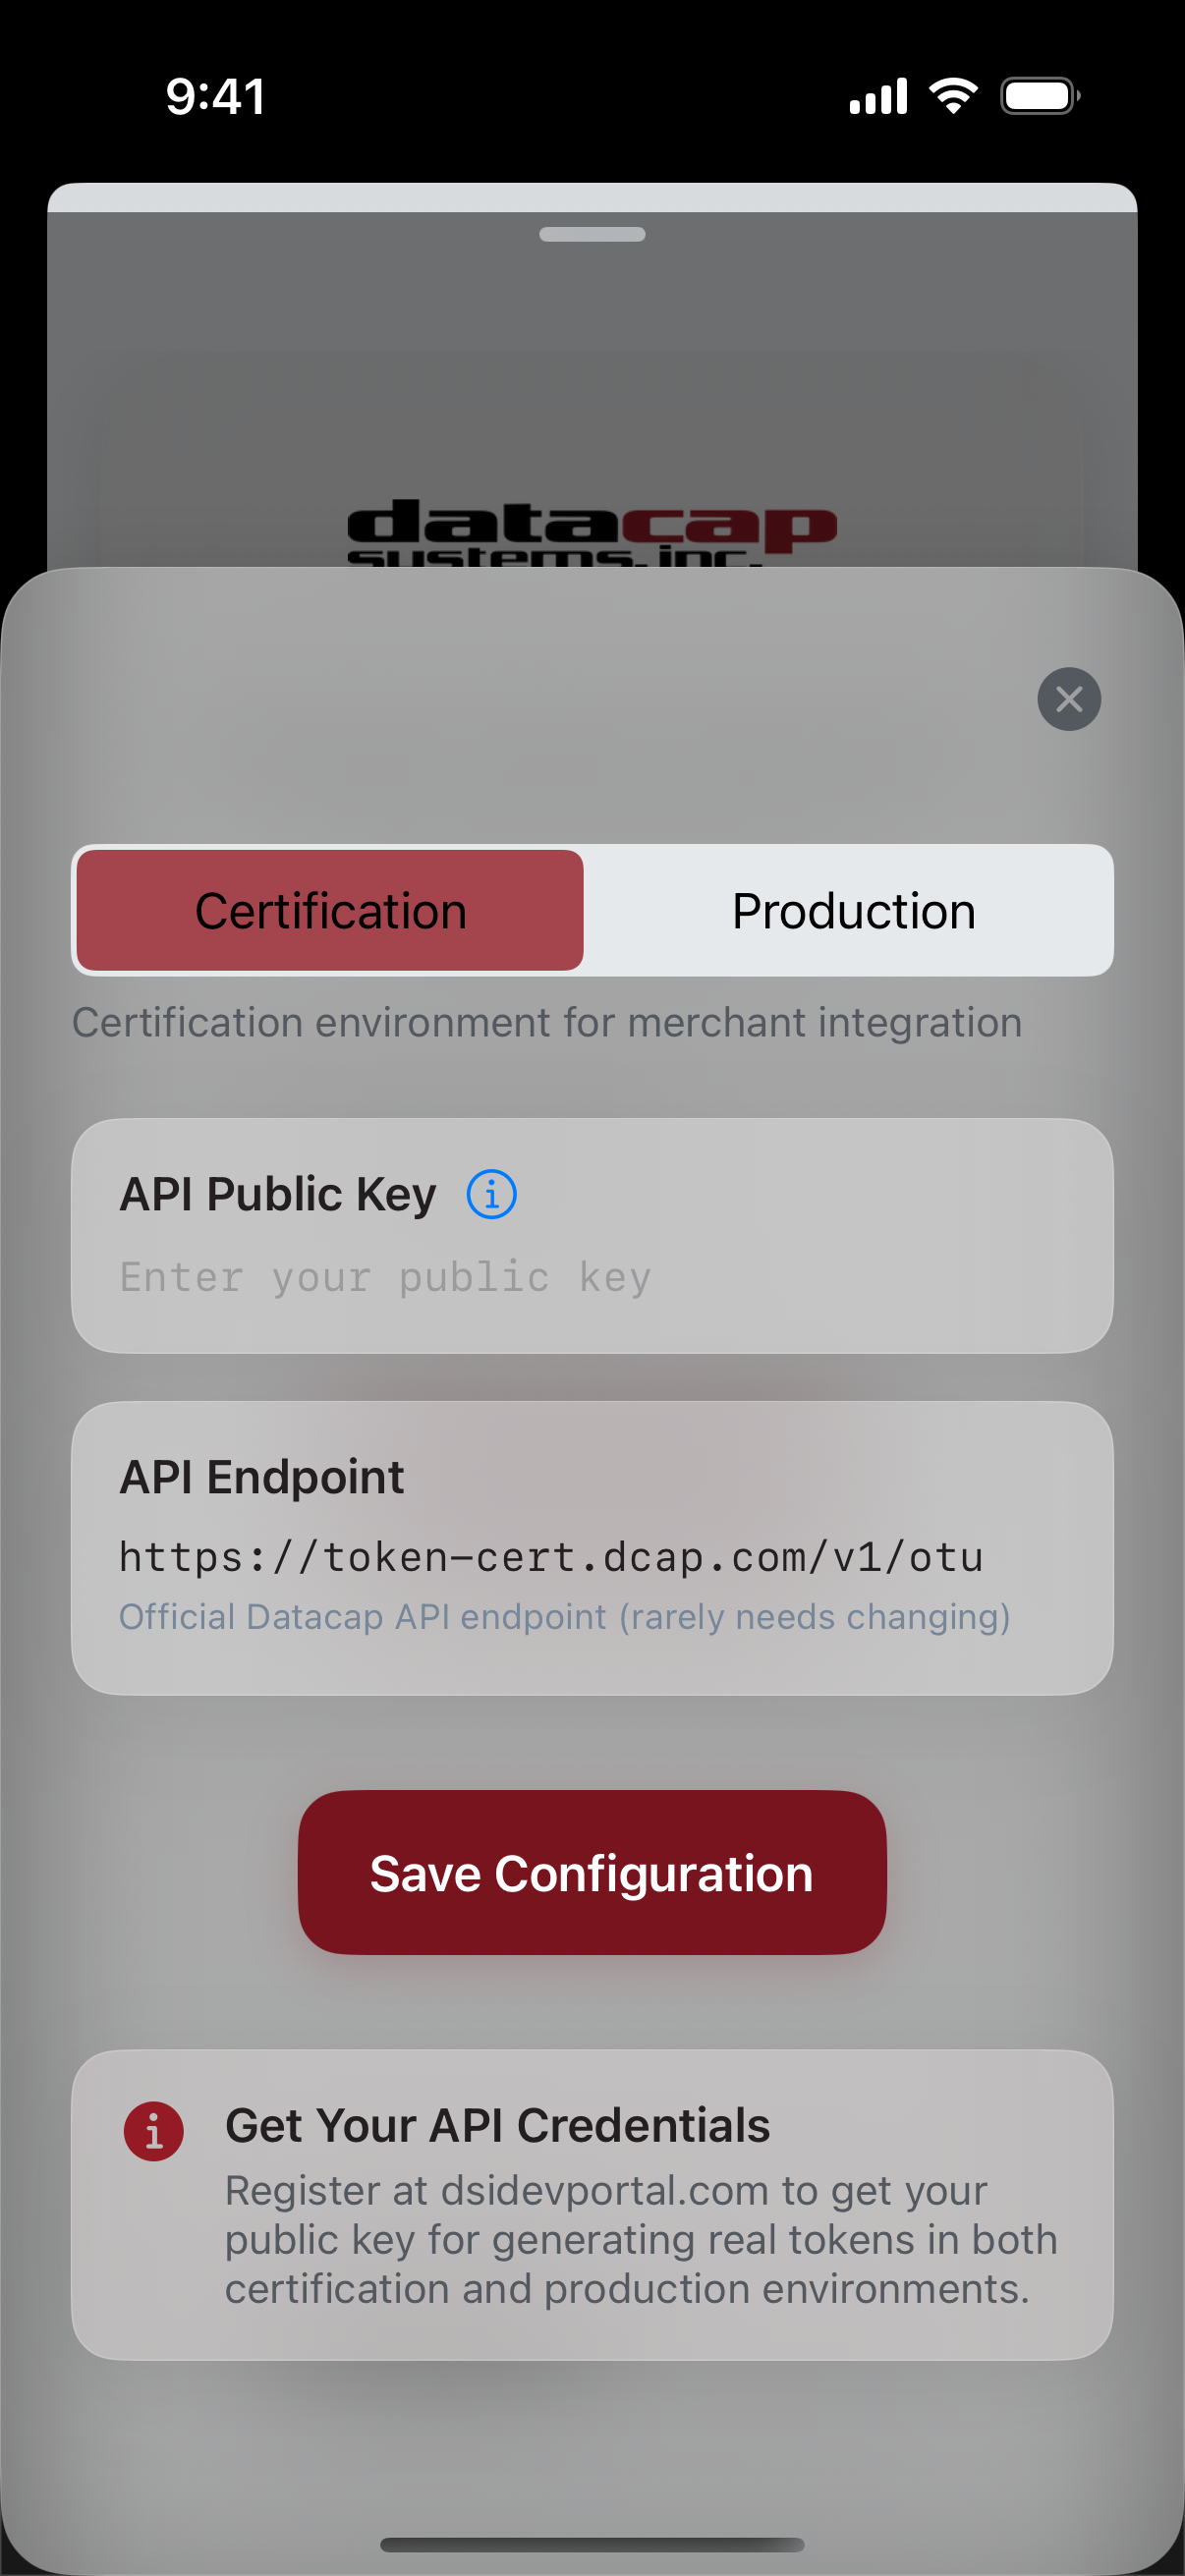 9:41
datacap
systems, inc.
Certification
Production
Certification environment for merchant integration
API Public Key
Enter your public key
API Endpoint
https://token-cert.dcap.com/v1/otu
Official Datacap API endpoint (rarely needs changing)
Save Configuration
Get Your API Credentials
Register at dsidevportal.com to get your
public key for generating real tokens in both
certification and production environments.